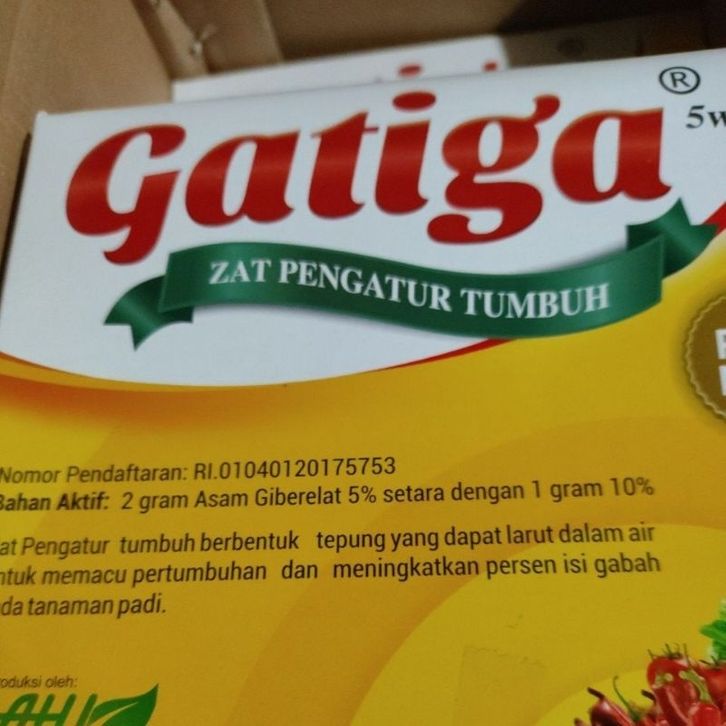 Gatiga®
ZAT PENGATUR TUMBUH
Nomor Pendaftaran: RI.01040120175753
Bahan Aktif: 2 gram Asam Giberelat 5% setara dengan 1 gram 10%
at Pengatur tumbuh berbentuk tepung yang dapat larut dalam air
ntuk memacu pertumbuhan dan meningkatkan persen isi gabah
da tanaman padi.
oduksi oleh: